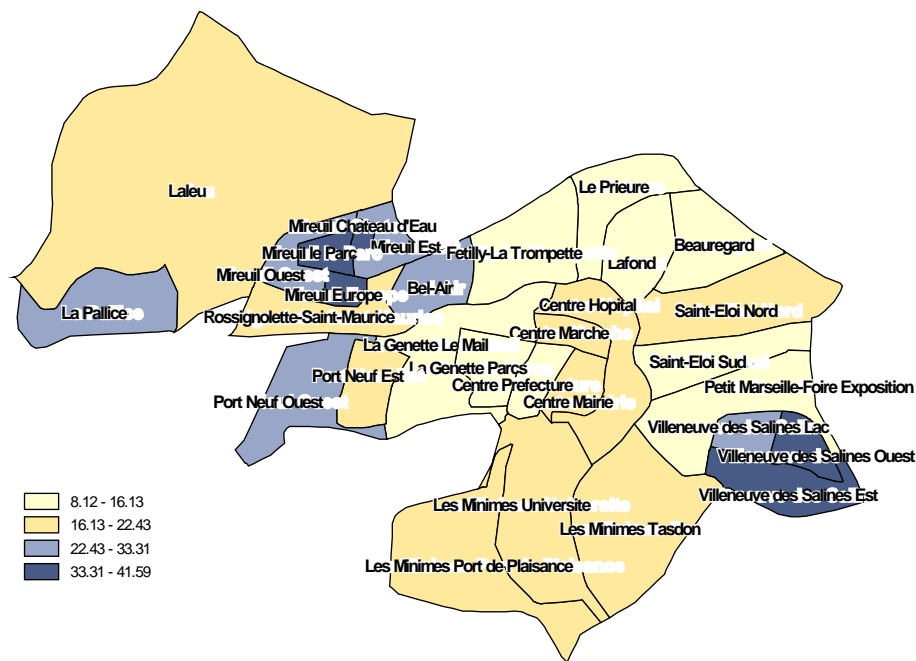 Le Prieure
Laleu
Mireuil Chateau d'Eau
Beauregard
Mireuil le Parc
Mireuil Est
Fetilly-La Trompette
Lafond
Mireuil Ouest
Bel-Air
Mireuil Europe
Centre Hopital
Saint-Eloi Nord
La Pallice
Rossignolette-Saint-Maurice
Centre Marche
La Genette Le Mail
Saint-Eloi Sud
La Genette Parcs
Port Neuf Est
Centre Prefecture
Petit Marseille-Foire Exposition
Port Neuf Ouest
Centre Mairie
Villeneuve des Salines Lac
Villeneuve des Salines Ouest
Villeneuve des Salines Est
8.12 - 16.13
Les Minimes Universite
16.13 - 22.43
Les Minimes Tasdon
22.43 - 33.31
Les Minimes Port de Plaisance
33.31 - 41.59